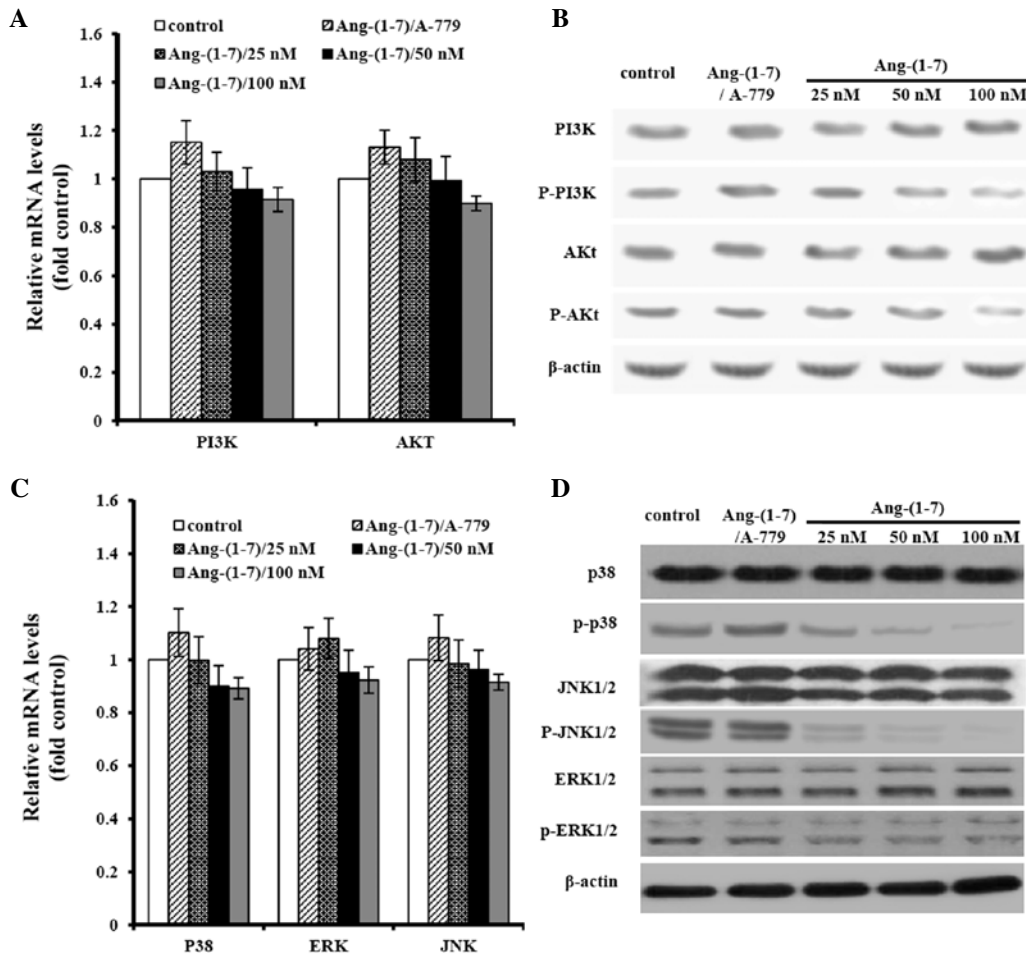 A
control
Ang-(1-7)/A-779
Ang-(1-7)/25 nM
Ang-(1-7)/50 nM
Ang-(1-7)/100 nM
Relative mRNA levels
(fold control)
1.6
1.4
1.2
1
0.8
0.6
0.4
0.2
0
PI3K
AKT
B
control
Ang-(1-7)
/ A-779
Ang-(1-7)
25 nM
50 nM
100 nM
PI3K
P-PI3K
AKt
P-AKt
β-actin
C
control
Ang-(1-7)/A-779
Ang-(1-7)/25 nM
Ang-(1-7)/50 nM
Ang-(1-7)/100 nM
Relative mRNA levels
(fold control)
1.6
1.4
1.2
1
0.8
0.6
0.4
0.2
0
P38
ERK
JNK
D
control
Ang-(1-7)
/A-779
Ang-(1-7)
25 nM
50 nM
100 nM
p38
p-p38
JNK1/2
P-JNK1/2
ERK1/2
p-ERK1/2
β-actin